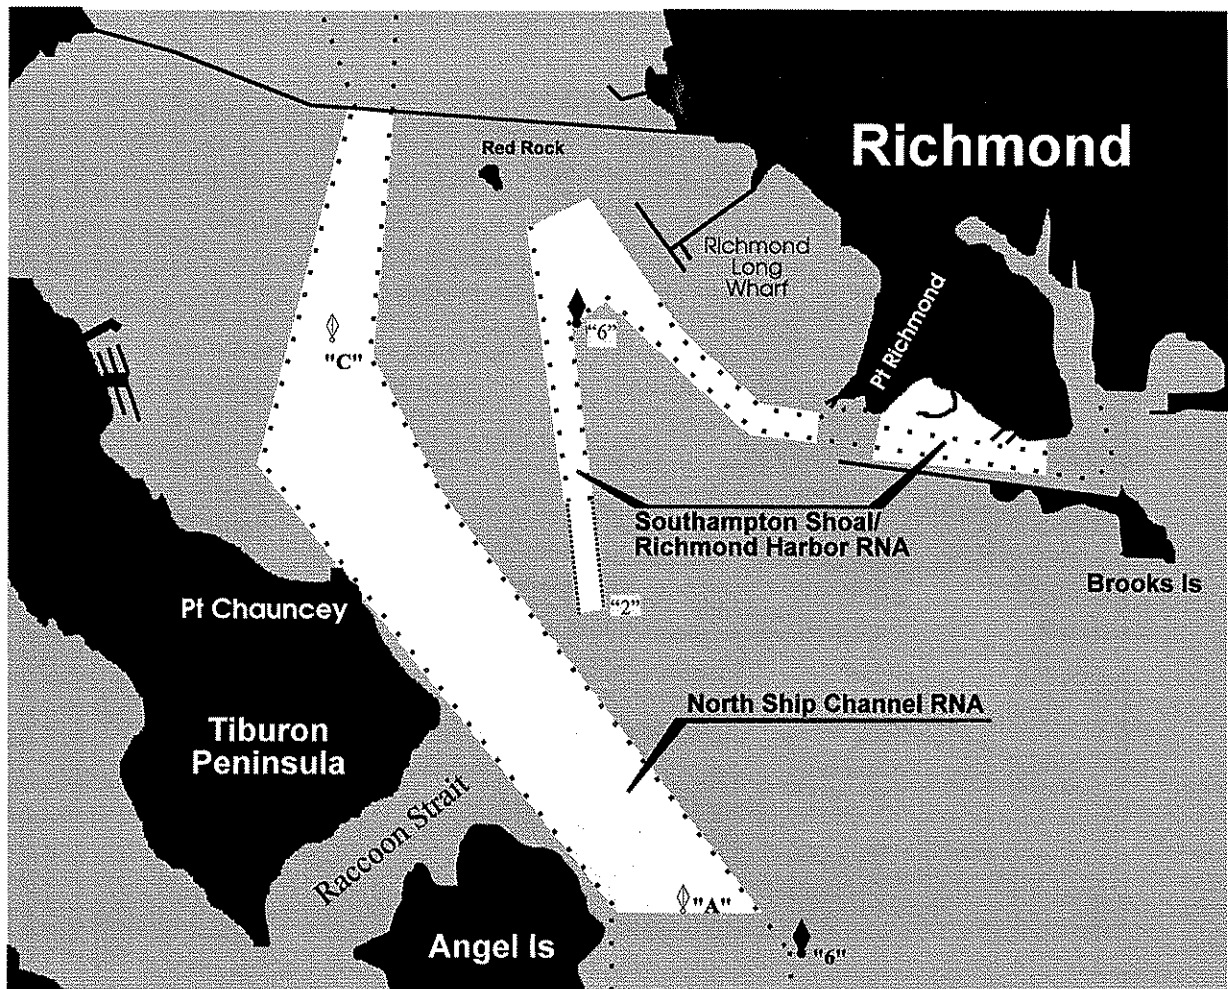 Richmond
Red Rock
Richmond
Long
Wharf
Pt Richmond
"6"
"C"
Southampton Shoal/
Richmond Harbor RNA
Brooks Is
"2"
Pt Chauncey
North Ship Channel RNA
Tiburon
Peninsula
Raccoon Strait
"A"
Angel Is
"6"